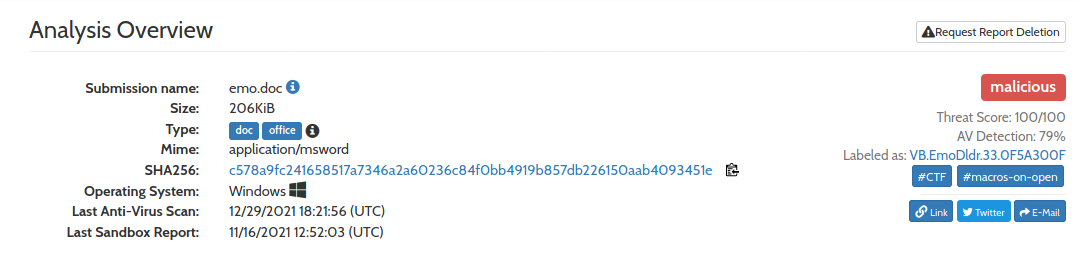 Analysis Overview
Request Report Deletion
Submission name: emo.doc
Size: 206KiB
Type: doc office
Mime: application/msword
SHA256: c578a9fc241658517a7346a2a60236c84f0bb4919b857db226150aab4093451e
Operating System: Windows
Last Anti-Virus Scan: 12/29/2021 18:21:56 (UTC)
Last Sandbox Report: 11/16/2021 12:52:03 (UTC)
malicious
Threat Score: 100/100
AV Detection: 79%
Labeled as: VB.EmoDldr.33.0F5A300F
#CTF #macros-on-open
Link Twitter E-Mail